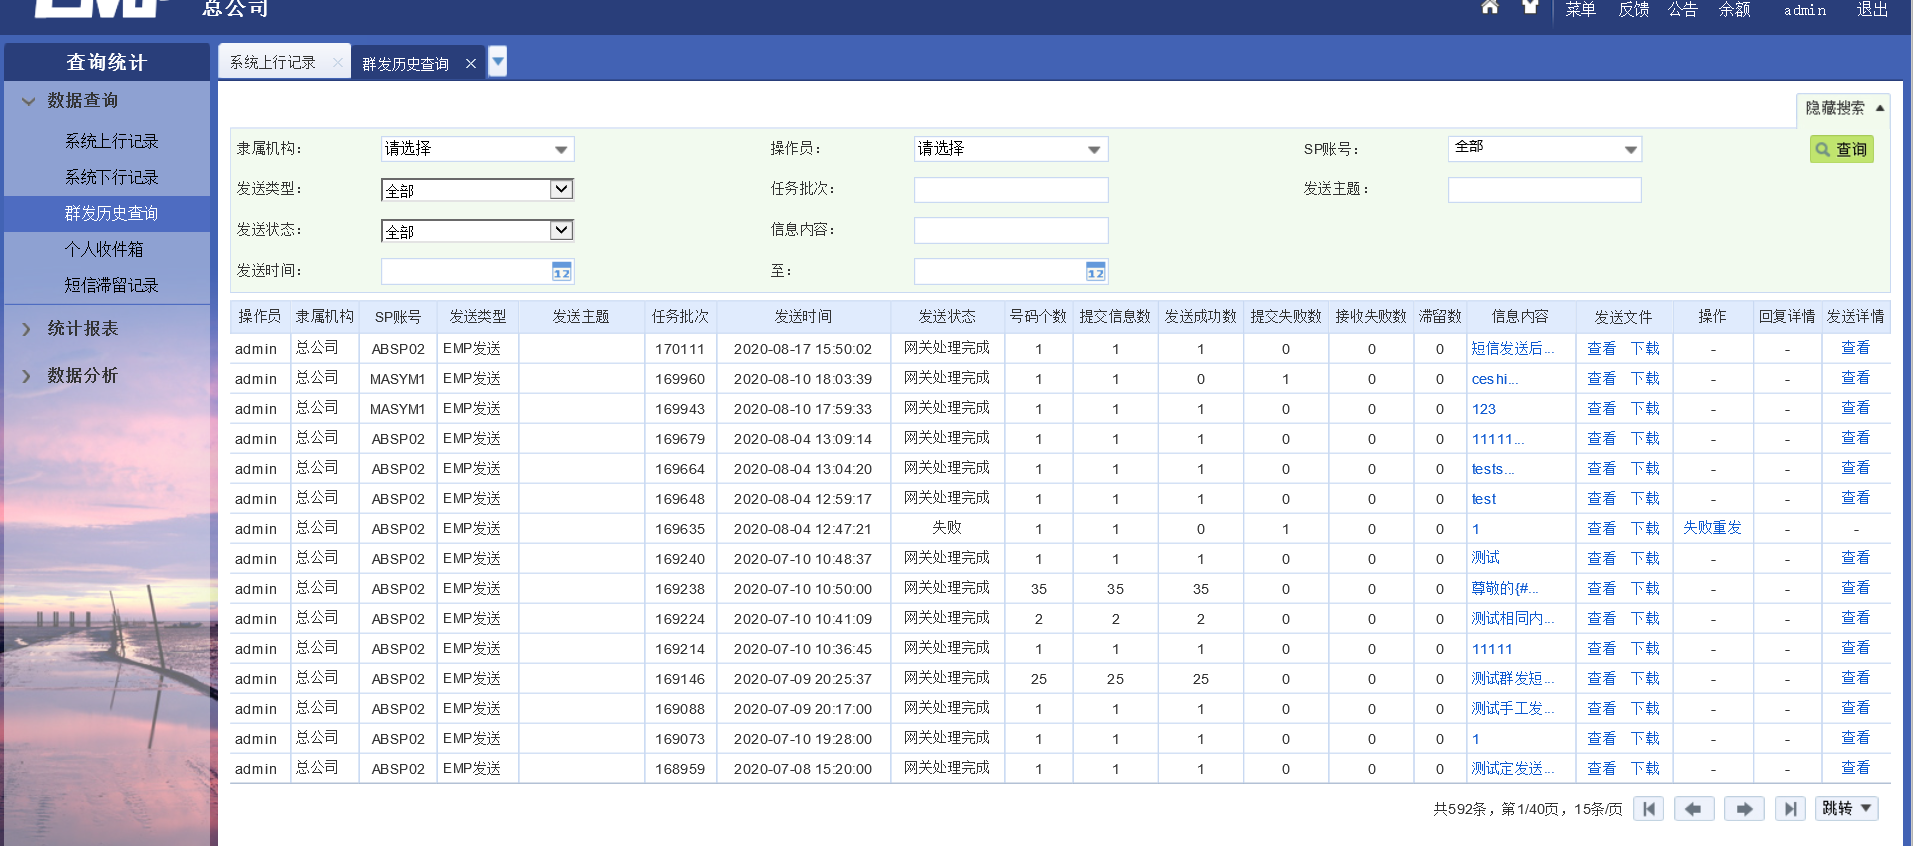 EMP 总公司 菜单 反馈 公告 余额 admin 退出
查询统计 系统上行记录 × 群发历史查询 ×
数据查询
系统上行记录
系统下行记录
群发历史查询
个人收件箱
短信滞留记录
统计报表
数据分析
隐藏搜索
隶属机构： 请选择 操作员： 请选择 SP账号： 全部 查询
发送类型： 全部 任务批次： 发送主题：
发送状态： 全部 信息内容：
发送时间： 12 至： 12
操作员 隶属机构 SP账号 发送类型 发送主题 任务批次 发送时间 发送状态 号码个数 提交信息数 发送成功数 提交失败数 接收失败数 滞留数 信息内容 发送文件 操作 回复详情 发送详情
admin 总公司 ABSP02 EMP发送 170111 2020-08-17 15:50:02 网关处理完成 1 1 1 0 0 0 短信发送后... 查看 下载 - - 查看
admin 总公司 MASYM1 EMP发送 169960 2020-08-10 18:03:39 网关处理完成 1 1 0 1 0 0 ceshi... 查看 下载 - - 查看
admin 总公司 MASYM1 EMP发送 169943 2020-08-10 17:59:33 网关处理完成 1 1 1 0 0 0 123 查看 下载 - - 查看
admin 总公司 ABSP02 EMP发送 169679 2020-08-04 13:09:14 网关处理完成 1 1 1 0 0 0 11111... 查看 下载 - - 查看
admin 总公司 ABSP02 EMP发送 169664 2020-08-04 13:04:20 网关处理完成 1 1 1 0 0 0 tests... 查看 下载 - - 查看
admin 总公司 ABSP02 EMP发送 169648 2020-08-04 12:59:17 网关处理完成 1 1 1 0 0 0 test 查看 下载 - - 查看
admin 总公司 ABSP02 EMP发送 169635 2020-08-04 12:47:21 失败 1 1 0 1 0 0 1 查看 下载 失败重发 - -
admin 总公司 ABSP02 EMP发送 169240 2020-07-10 10:48:37 网关处理完成 1 1 1 0 0 0 测试 查看 下载 - - 查看
admin 总公司 ABSP02 EMP发送 169238 2020-07-10 10:50:00 网关处理完成 35 35 35 0 0 0 尊敬的{#... 查看 下载 - - 查看
admin 总公司 ABSP02 EMP发送 169224 2020-07-10 10:41:09 网关处理完成 2 2 2 0 0 0 测试相同内... 查看 下载 - - 查看
admin 总公司 ABSP02 EMP发送 169214 2020-07-10 10:36:45 网关处理完成 1 1 1 0 0 0 11111 查看 下载 - - 查看
admin 总公司 ABSP02 EMP发送 169146 2020-07-09 20:25:37 网关处理完成 25 25 25 0 0 0 测试群发短... 查看 下载 - - 查看
admin 总公司 ABSP02 EMP发送 169088 2020-07-09 20:17:00 网关处理完成 1 1 1 0 0 0 测试手工发... 查看 下载 - - 查看
admin 总公司 ABSP02 EMP发送 169073 2020-07-10 19:28:00 网关处理完成 1 1 1 0 0 0 1 查看 下载 - - 查看
admin 总公司 ABSP02 EMP发送 168959 2020-07-08 15:20:00 网关处理完成 1 1 1 0 0 0 测试定发送... 查看 下载 - - 查看
共592条，第1/40页，15条/页 跳转